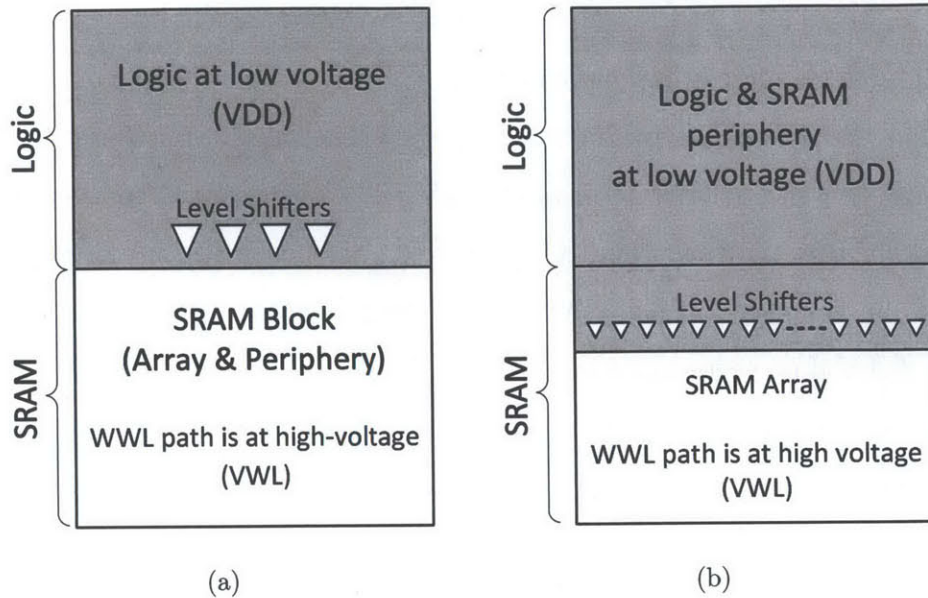 Logic
Logic at low voltage
(VDD)
Level Shifters
SRAM
SRAM Block
(Array & Periphery)
WWL path is at high-voltage
(VWL)
(a)
Logic
Logic & SRAM
periphery
at low voltage (VDD)
Level Shifters
SRAM
SRAM Array
WWL path is at high voltage
(VWL)
(b)